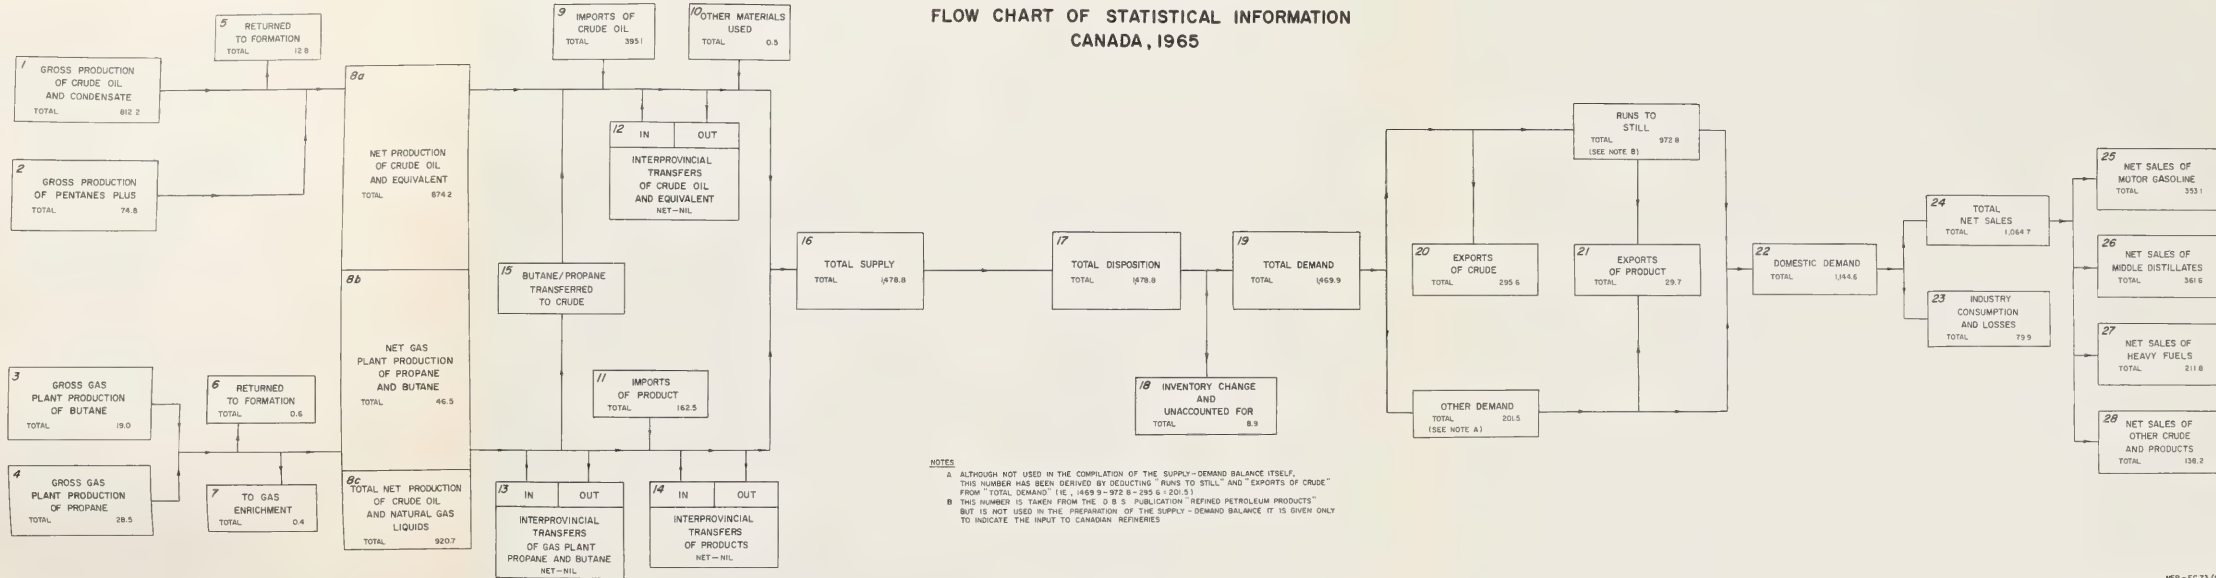 FLOW CHART OF STATISTICAL INFORMATION
CANADA, 1965
1
GROSS PRODUCTION
OF CRUDE OIL
AND CONDENSATE
TOTAL 812.2
2
GROSS PRODUCTION
OF PENTANES PLUS
TOTAL 74.8
3
GROSS GAS
PLANT PRODUCTION
OF BUTANE
TOTAL 19.0
4
GROSS GAS
PLANT PRODUCTION
OF PROPANE
TOTAL 28.5
5
RETURNED
TO FORMATION
TOTAL 12.8
6
RETURNED
TO FORMATION
TOTAL 0.6
7
TO GAS
ENRICHMENT
TOTAL 0.4
8a
NET PRODUCTION
OF CRUDE OIL
AND EQUIVALENT
TOTAL 874.2
8b
NET GAS
PLANT PRODUCTION
OF PROPANE
AND BUTANE
TOTAL 46.5
8c
TOTAL NET PRODUCTION
OF CRUDE OIL
AND NATURAL GAS
LIQUIDS
TOTAL 920.7
9
IMPORTS OF
CRUDE OIL
TOTAL 395.1
10
OTHER MATERIALS
USED
TOTAL 0.5
12
IN OUT
INTERPROVINCIAL
TRANSFERS
OF CRUDE OIL
AND EQUIVALENT
NET-NIL
15
BUTANE/PROPANE
TRANSFERRED
TO CRUDE
11
IMPORTS
OF PRODUCT
TOTAL 162.5
13
IN OUT
INTERPROVINCIAL
TRANSFERS
OF GAS PLANT
PROPANE AND BUTANE
NET-NIL
14
IN OUT
INTERPROVINCIAL
TRANSFERS
OF PRODUCTS
NET-NIL
16
TOTAL SUPPLY
TOTAL 1,478.8
17
TOTAL DISPOSITION
TOTAL 1,478.8
18
INVENTORY CHANGE
AND
UNACCOUNTED FOR
TOTAL 8.9
19
TOTAL DEMAND
TOTAL 1,469.9
RUNS TO
STILL
TOTAL 972.8
(SEE NOTE B)
20
EXPORTS
OF CRUDE
TOTAL 295.6
21
EXPORTS
OF PRODUCT
TOTAL 29.7
OTHER DEMAND
TOTAL 201.5
(SEE NOTE A)
22
DOMESTIC DEMAND
TOTAL 1,144.6
24
TOTAL
NET SALES
TOTAL 1,064.7
23
INDUSTRY
CONSUMPTION
AND LOSSES
TOTAL 79.9
25
NET SALES OF
MOTOR GASOLINE
TOTAL 353.1
26
NET SALES OF
MIDDLE DISTILLATES
TOTAL 361.6
27
NET SALES OF
HEAVY FUELS
TOTAL 211.8
28
NET SALES OF
OTHER CRUDE
AND PRODUCTS
TOTAL 138.2
NOTES
A ALTHOUGH NOT USED IN THE COMPILATION OF THE SUPPLY-DEMAND BALANCE ITSELF,
THIS NUMBER HAS BEEN DERIVED BY DEDUCTING "RUNS TO STILL" AND "EXPORTS OF CRUDE"
FROM "TOTAL DEMAND" (IE, 1469.9-972.8-295.6=201.5)
B THIS NUMBER IS TAKEN FROM THE D B S PUBLICATION "REFINED PETROLEUM PRODUCTS"
BUT IS NOT USED IN THE PREPARATION OF THE SUPPLY-DEMAND BALANCE IT IS GIVEN ONLY
TO INDICATE THE INPUT TO CANADIAN REFINERIES